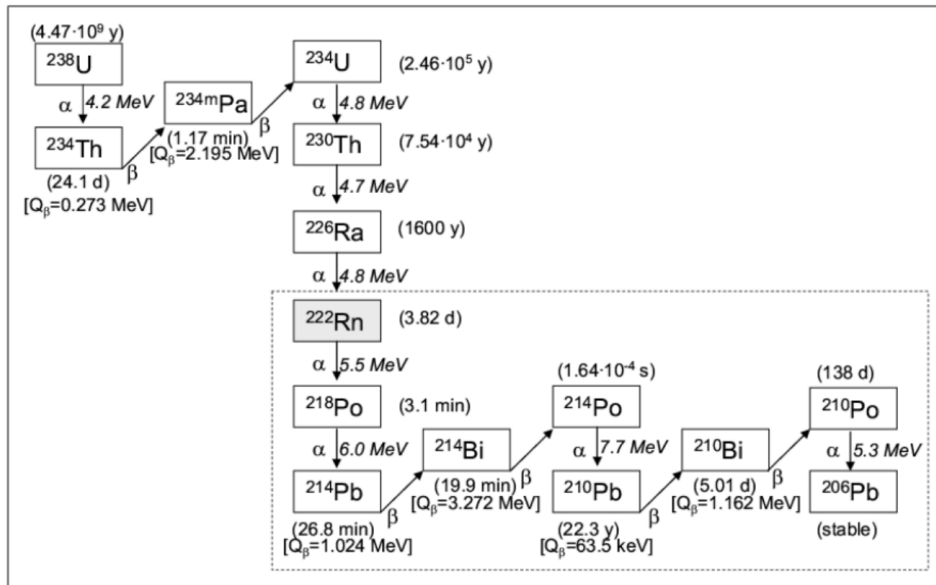 (4.47·10⁹ y)
²³⁸U
α 4.2 MeV
²³⁴Th
(24.1 d)
[Qβ=0.273 MeV]
β
²³⁴ᵐPa
(1.17 min)
[Qβ=2.195 MeV]
β
²³⁴U (2.46·10⁵ y)
α 4.8 MeV
²³⁰Th (7.54·10⁴ y)
α 4.7 MeV
²²⁶Ra (1600 y)
α 4.8 MeV
²²²Rn (3.82 d)
α 5.5 MeV
²¹⁸Po (3.1 min)
α 6.0 MeV
²¹⁴Pb
(26.8 min)
[Qβ=1.024 MeV]
β
²¹⁴Bi
(19.9 min)
[Qβ=3.272 MeV]
β
(1.64·10⁻⁴ s)
²¹⁴Po
α 7.7 MeV
²¹⁰Pb
(22.3 y)
[Qβ=63.5 keV]
β
²¹⁰Bi
(5.01 d)
[Qβ=1.162 MeV]
β
(138 d)
²¹⁰Po
α 5.3 MeV
²⁰⁶Pb
(stable)